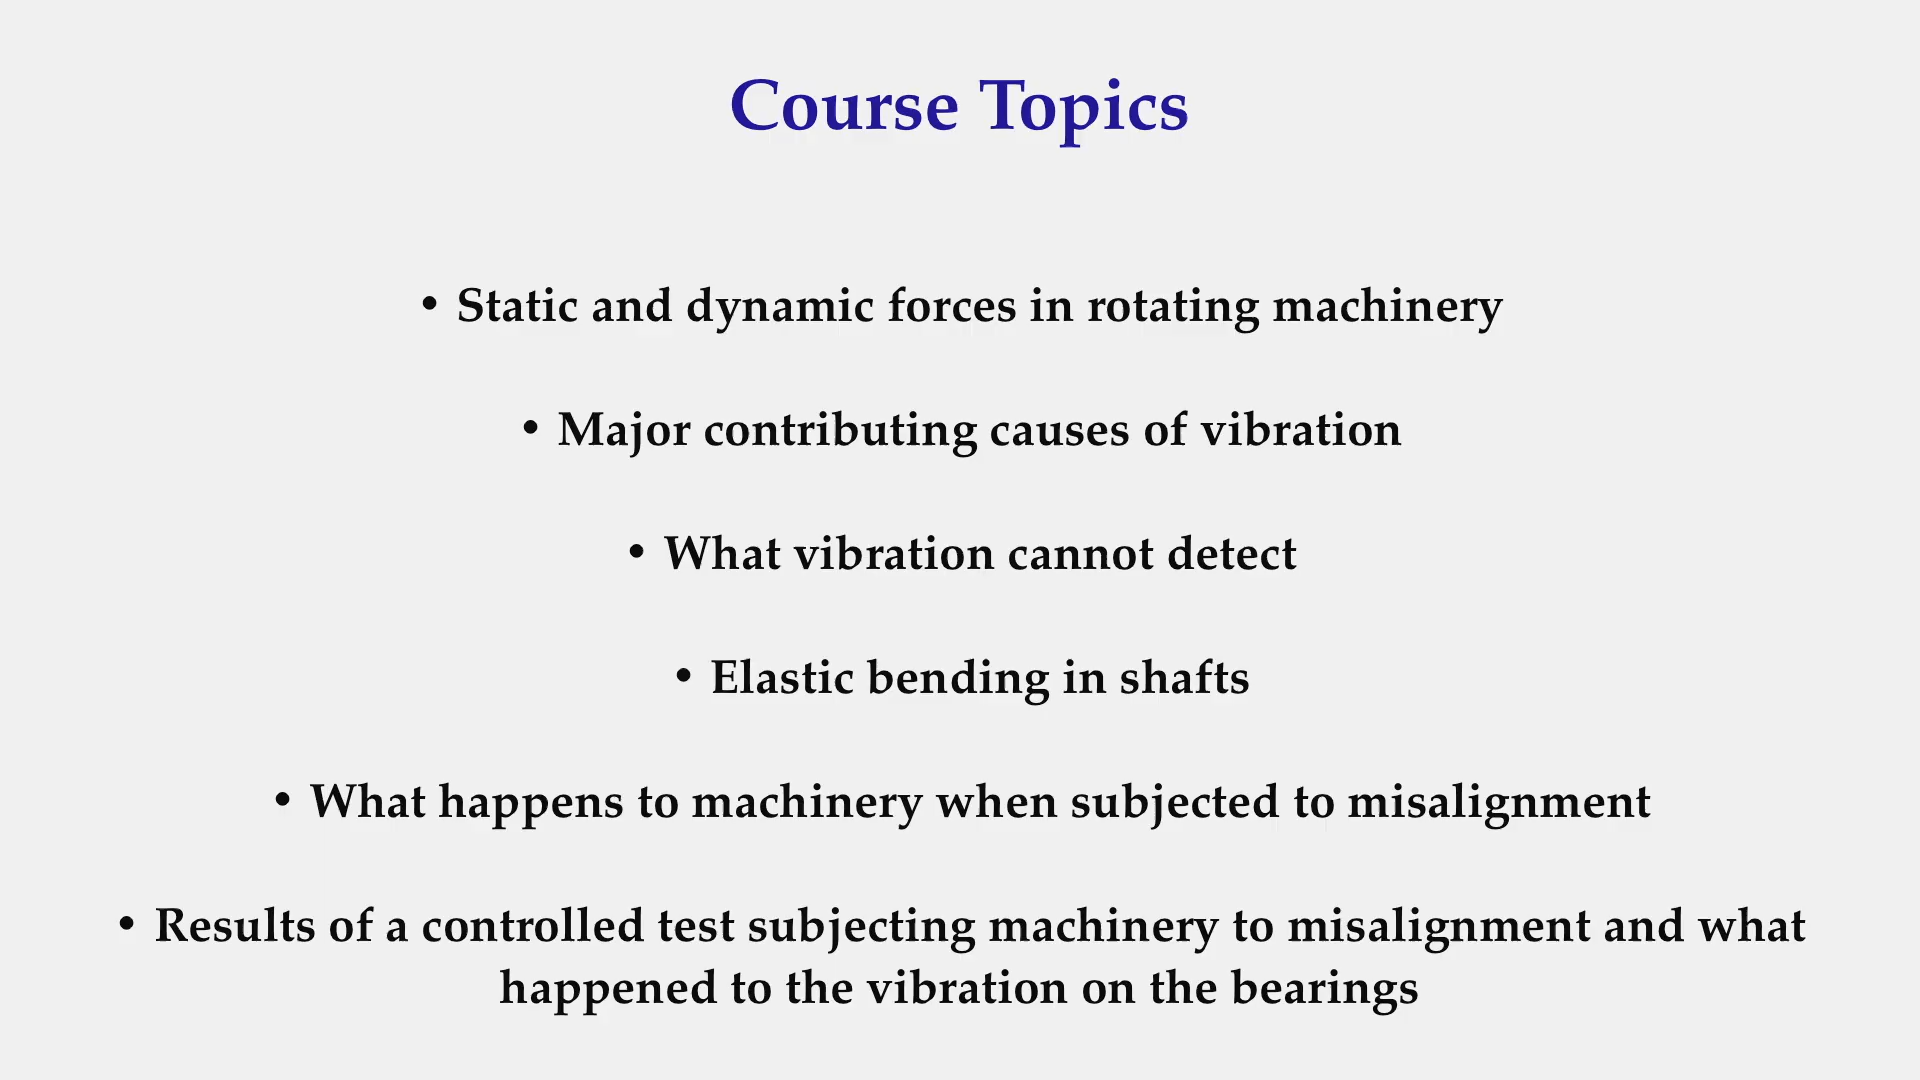 Course Topics
• Static and dynamic forces in rotating machinery
• Major contributing causes of vibration
• What vibration cannot detect
• Elastic bending in shafts
• What happens to machinery when subjected to misalignment
• Results of a controlled test subjecting machinery to misalignment and what
happened to the vibration on the bearings